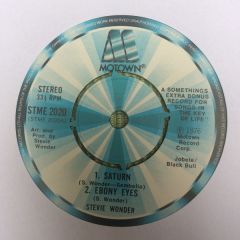 MOTOWN
STEREO
33⅓ RPM
STME 2020
Arr. and
Prod. by
Stevie
Wonder
A SOMETHINGS
EXTRA BONUS
RECORD FOR
SONGS IN
THE KEY
OF LIFE
℗ 1976
Motown
Record
Corp.
Jobete/
Black Bull
1. SATURN
(S. Wonder—Sembello)
2. EBONY EYES
(S. Wonder)
STEVIE WONDER